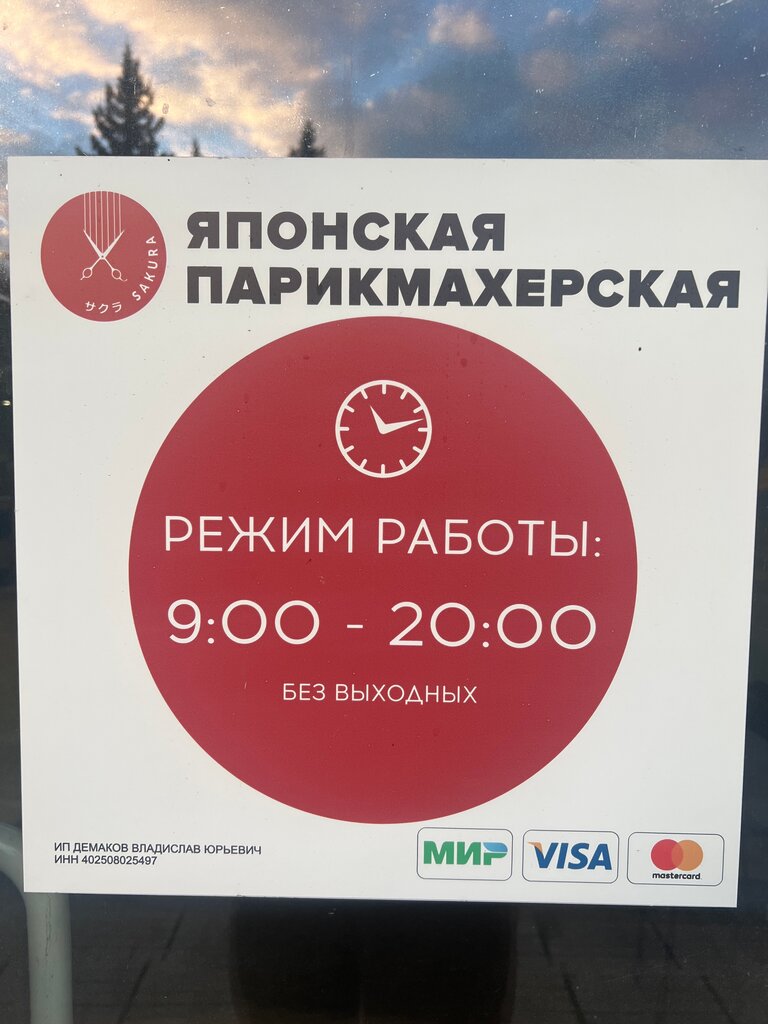 サクラ SAKURA
ЯПОНСКАЯ
ПАРИКМАХЕРСКАЯ
РЕЖИМ РАБОТЫ:
9:00 - 20:00
БЕЗ ВЫХОДНЫХ
ИП ДЕМАКОВ ВЛАДИСЛАВ ЮРЬЕВИЧ
ИНН 402508025497
МИР VISA mastercard